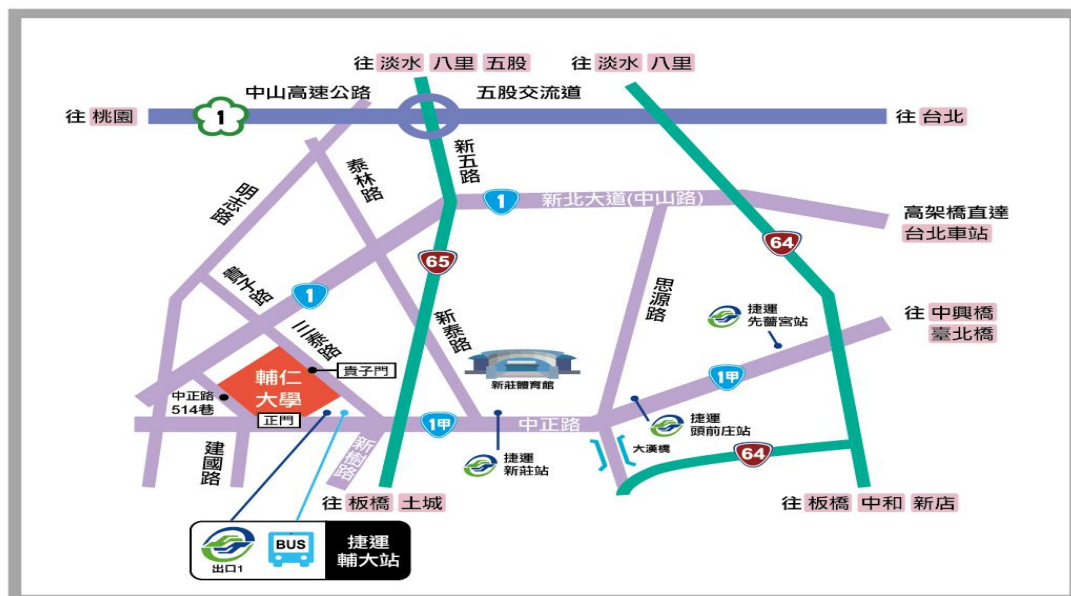 往 淡水 八里 五股
往 淡水 八里
中山高速公路
五股交流道
往 桃園
1
往 台北
新五路
泰林路
明志路
1
新北大道(中山路)
高架橋直達
台北車站
64
65
貴子路
1
思源路
新泰路
三泰路
捷運
先嗇宮站
往 中興橋
臺北橋
新莊體育館
1甲
輔仁
大學
貴子門
中正路
514巷
正門
1甲
中正路
捷運
頭前庄站
大漢橋
建國路
新樹路
捷運
新莊站
64
往 板橋 土城
往 板橋 中和 新店
出口1
BUS
捷運
輔大站